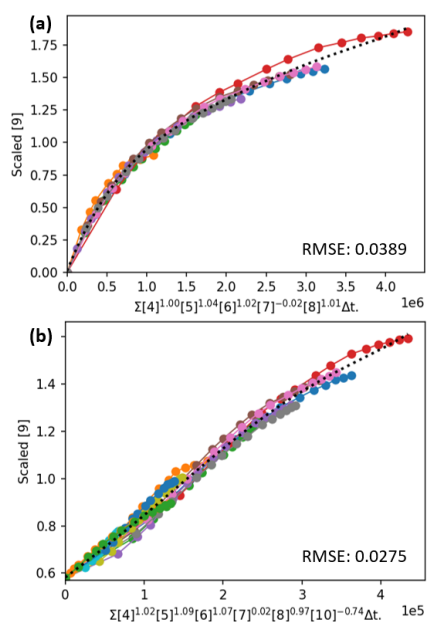 (a)
Scaled [9]
1.75
1.50
1.25
1.00
0.75
0.50
0.25
0.00
RMSE: 0.0389
0.0 0.5 1.0 1.5 2.0 2.5 3.0 3.5 4.0
1e6
Σ[4]^1.00[5]^1.04[6]^1.02[7]^−0.02[8]^1.01Δt.
(b)
Scaled [9]
1.4
1.2
1.0
0.8
0.6
RMSE: 0.0275
0 1 2 3 4
1e5
Σ[4]^1.02[5]^1.09[6]^1.07[7]^0.02[8]^0.97[10]^−0.74Δt.